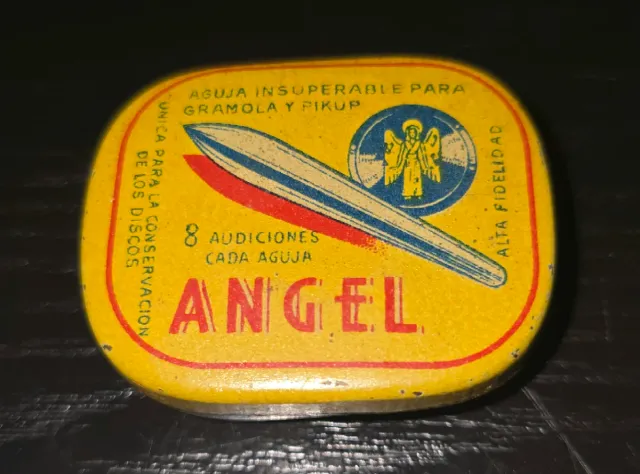 AGUJA INSUPERABLE PARA
GRAMOLA Y PIKUP
UNICA PARA LA CONSERVACION
DE LOS DISCOS
ALTA FIDELIDAD
8 AUDICIONES
CADA AGUJA
ANGEL